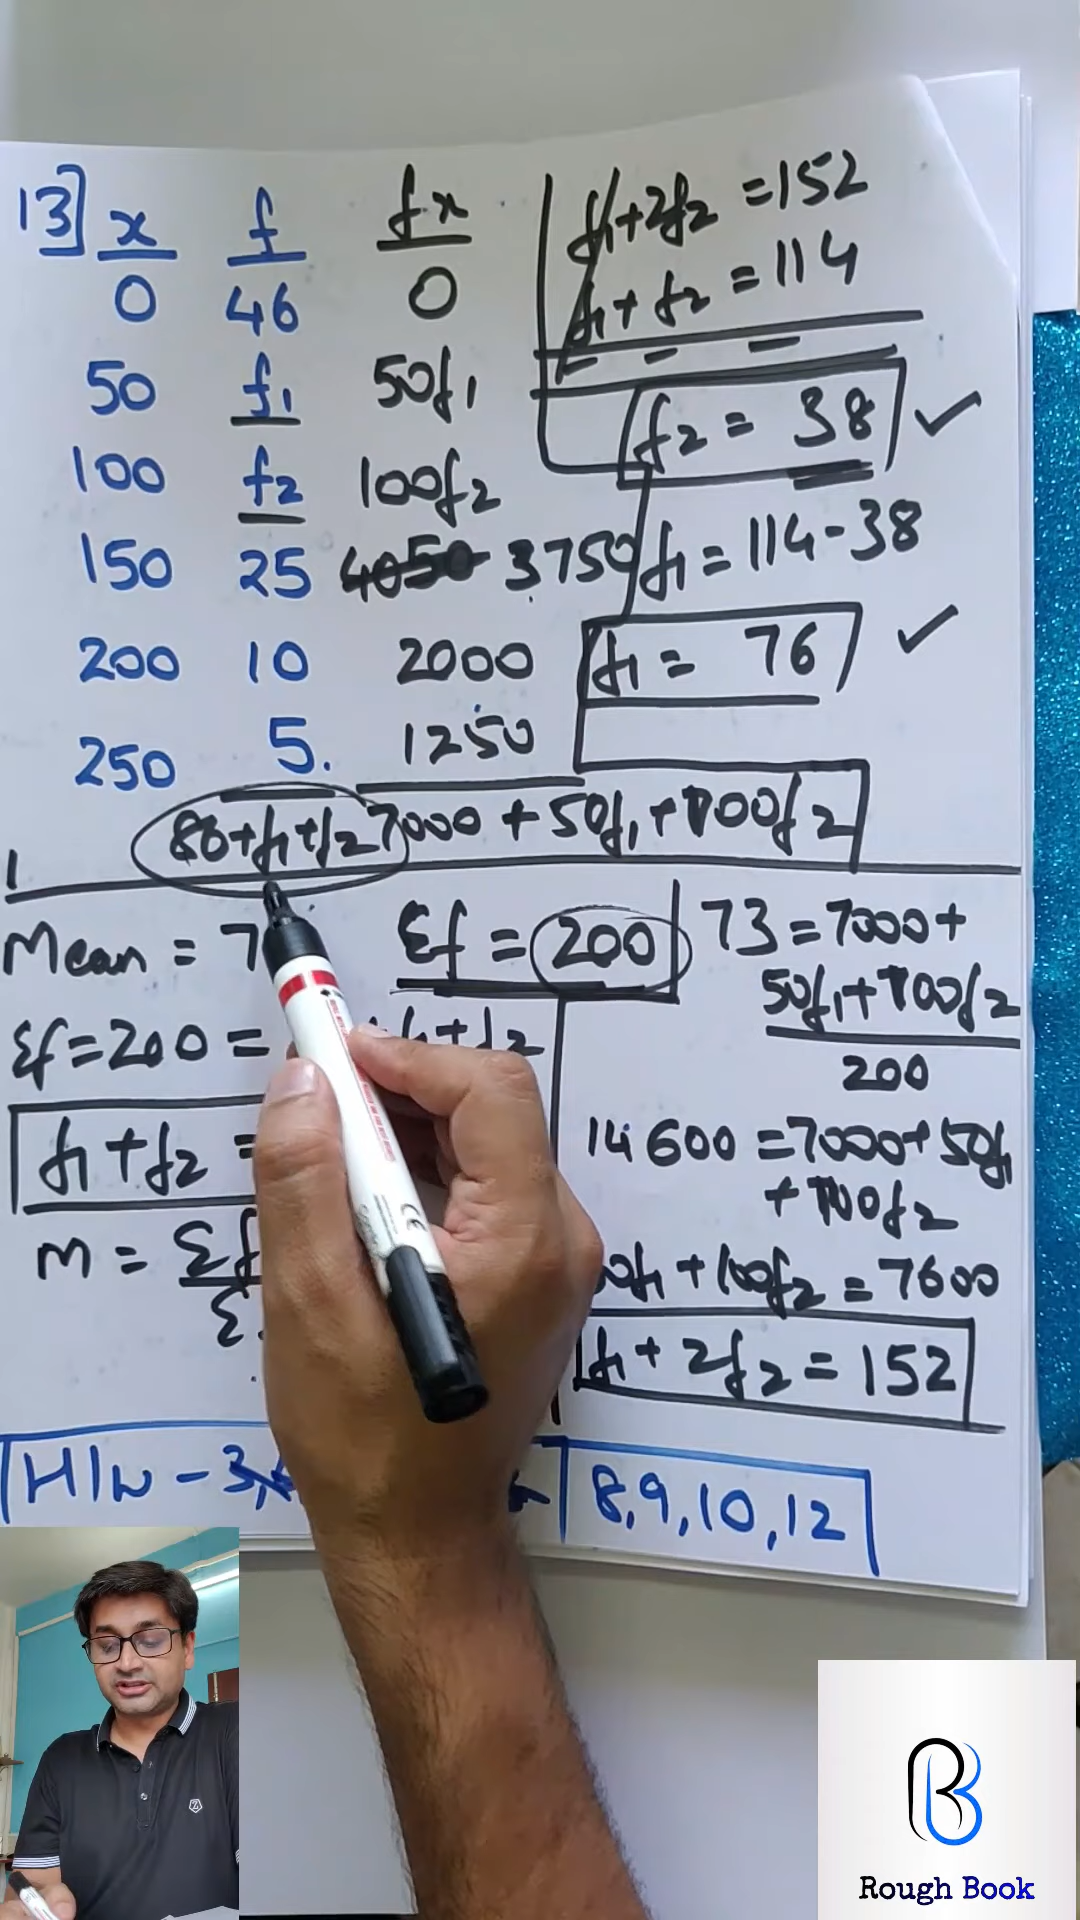 13] x f fx
0 46 0
50 f1 50f1
100 f2 100f2
150 25 4050 3750
200 10 2000
250 5. 1250
86+f1+f2 7000 + 50f1 + 100f2
f1+2f2 = 152
f1+f2 = 114
- - -
f2 = 38 ✓
f1 = 114-38
f1 = 76 ✓
Mean = 7
Σf = 200
Σf = 200 = f1+f2
f1+f2 =
m = Σf
Σ
73 = 7000+
50f1+100f2
200
14600 = 7000+50f1
+100f2
0f1 + 100f2 = 7600
f1 + 2f2 = 152
H/w - 3,
8,9,10,12
Rough Book